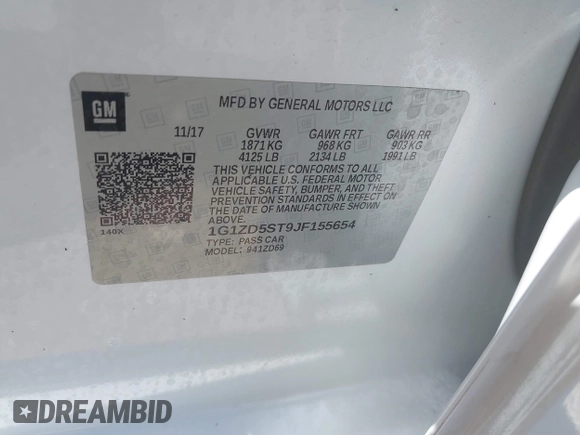 GM
MFD BY GENERAL MOTORS LLC
11/17 GVWR GAWR FRT GAWR RR
1871 KG 968 KG 903 KG
4125 LB 2134 LB 1991 LB
THIS VEHICLE CONFORMS TO ALL
APPLICABLE U.S. FEDERAL MOTOR
VEHICLE SAFETY, BUMPER, AND THEFT
PREVENTION STANDARDS IN EFFECT ON
THE DATE OF MANUFACTURE SHOWN
ABOVE.
140X
1G1ZD5ST9JF155654
TYPE: PASS CAR
MODEL: 941ZD69
DREAMBID